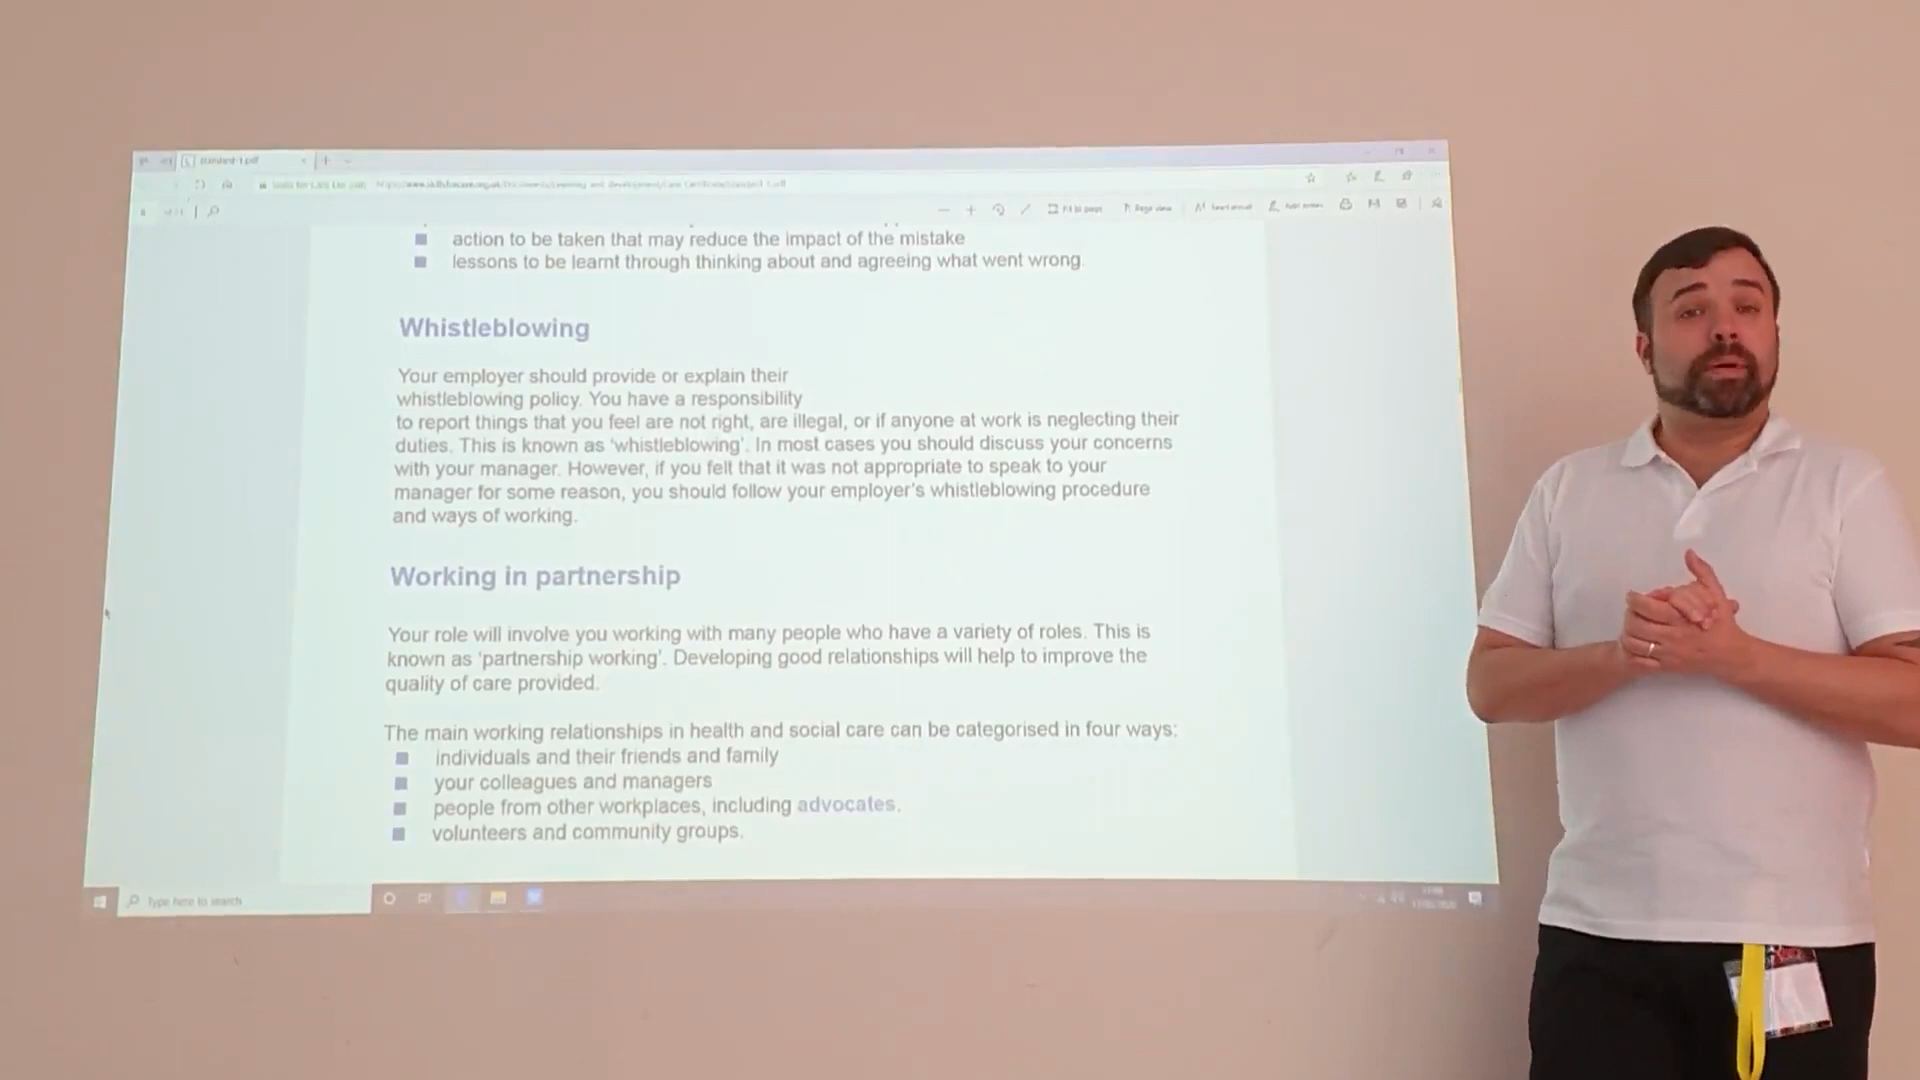 standard-1.pdf
Fit to page
Page view
action to be taken that may reduce the impact of the mistake
lessons to be learnt through thinking about and agreeing what went wrong.
Whistleblowing
Your employer should provide or explain their
whistleblowing policy. You have a responsibility
to report things that you feel are not right, are illegal, or if anyone at work is neglecting their
duties. This is known as ‘whistleblowing’. In most cases you should discuss your concerns
with your manager. However, if you felt that it was not appropriate to speak to your
manager for some reason, you should follow your employer's whistleblowing procedure
and ways of working.
Working in partnership
Your role will involve you working with many people who have a variety of roles. This is
known as ‘partnership working’. Developing good relationships will help to improve the
quality of care provided.
The main working relationships in health and social care can be categorised in four ways:
individuals and their friends and family
your colleagues and managers
people from other workplaces, including advocates.
volunteers and community groups.
Type here to search